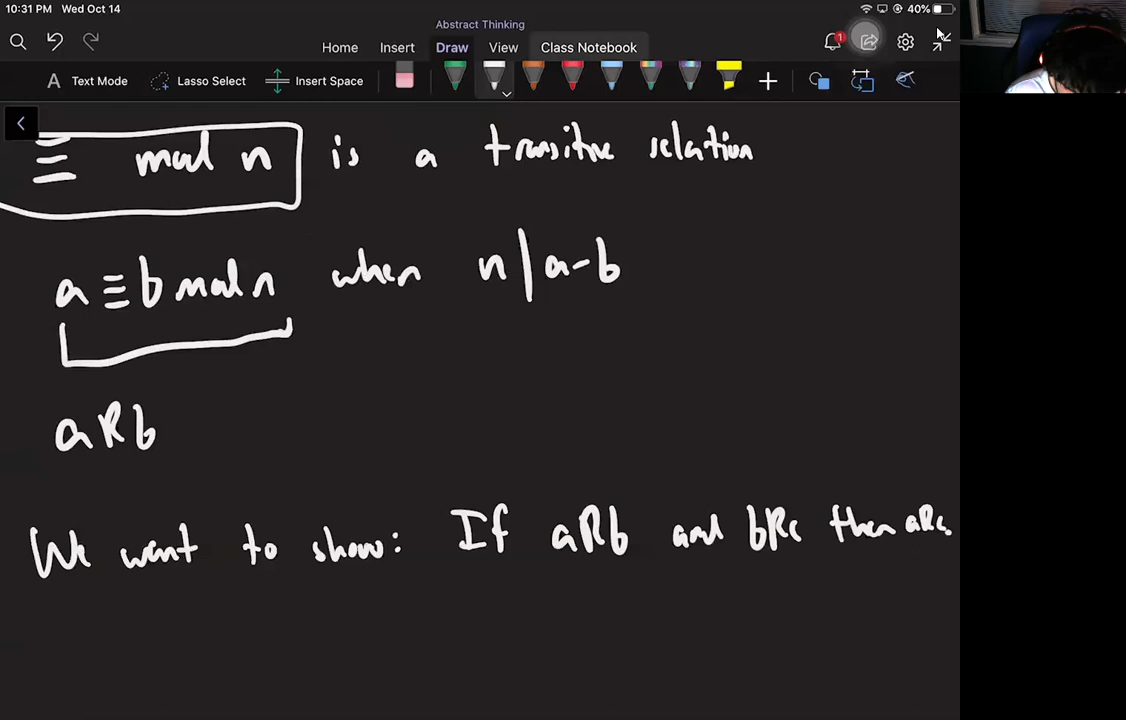 10:31 PM Wed Oct 14
40%
Abstract Thinking
Home Insert Draw View Class Notebook
1
A Text Mode Lasso Select Insert Space
≡ mod n is a transitive relation
a ≡ b mod n when n | a - b
aRb
We want to show: If aRb and bRc then aRc.